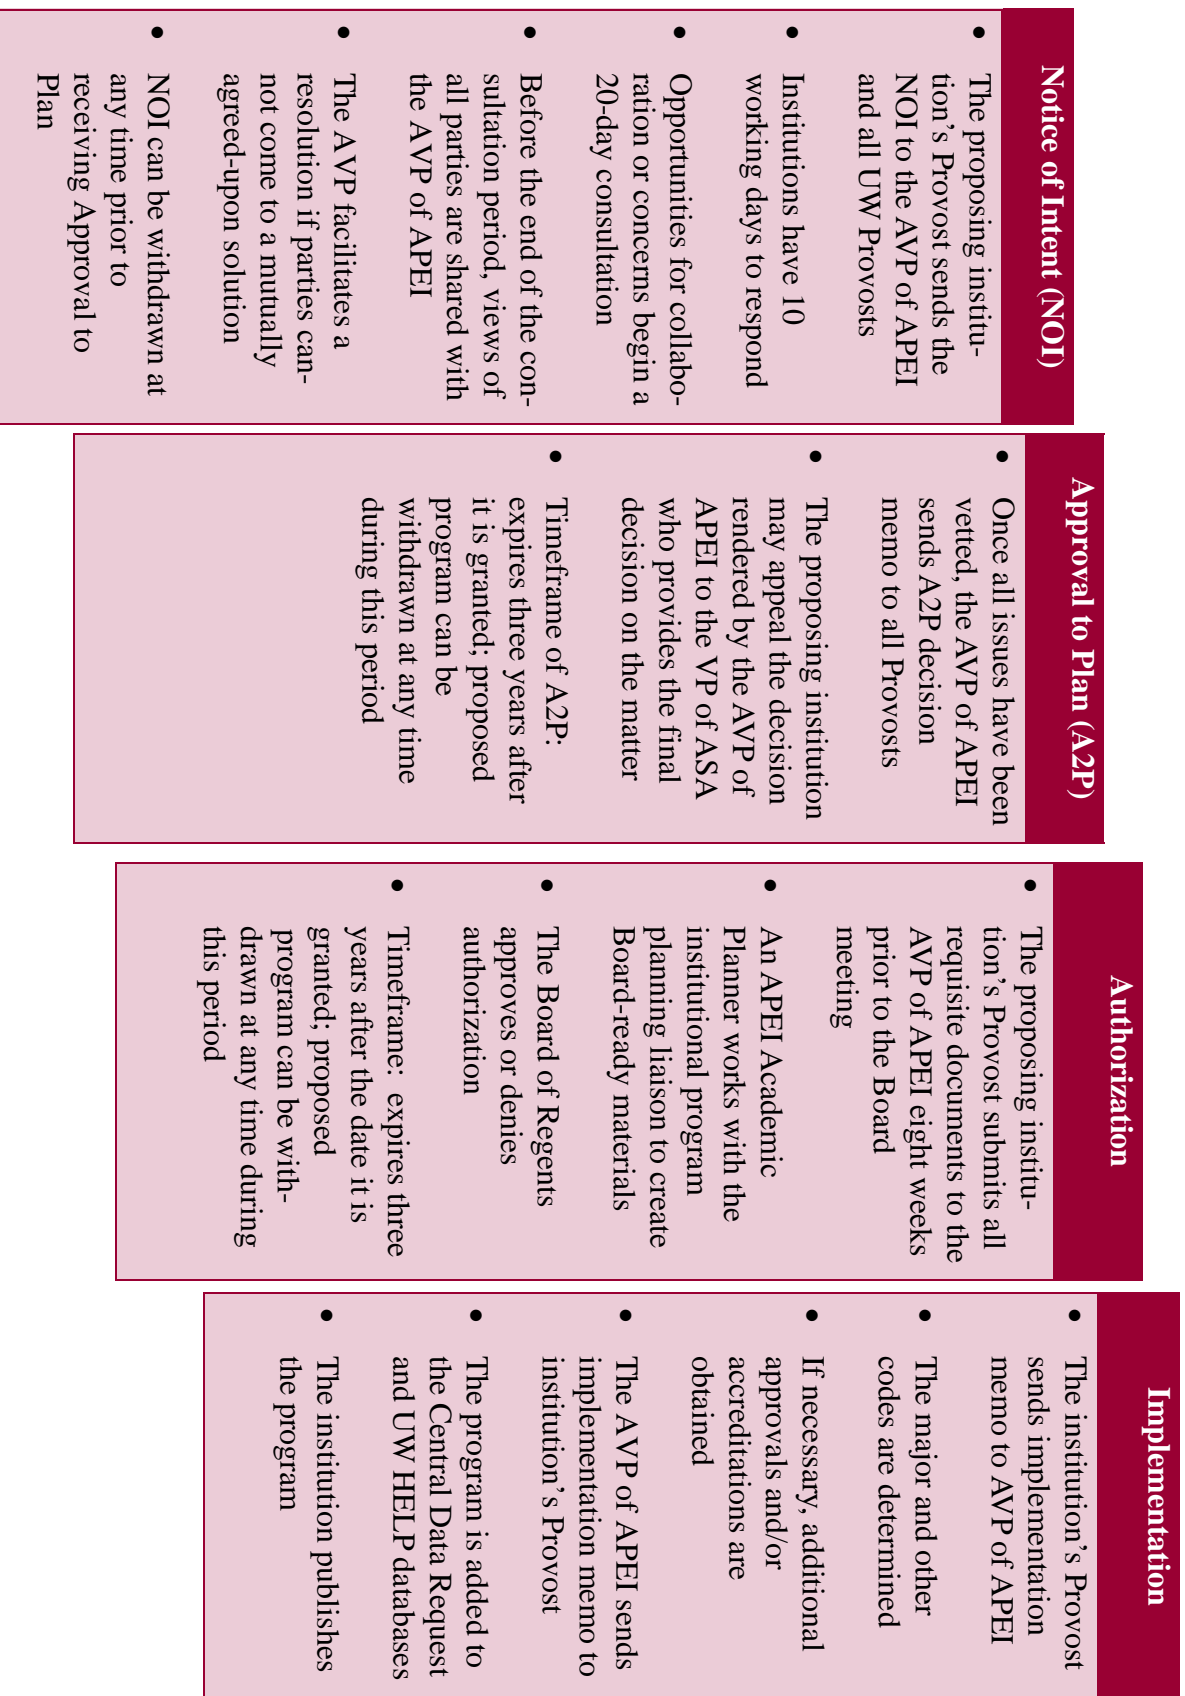 Notice of Intent (NOI)
• The proposing institu-
tion’s Provost sends the
NOI to the AVP of APEI
and all UW Provosts
• Institutions have 10
working days to respond
• Opportunities for collabo-
ration or concerns begin a
20-day consultation
• Before the end of the con-
sultation period, views of
all parties are shared with
the AVP of APEI
• The AVP facilitates a
resolution if parties can-
not come to a mutually
agreed-upon solution
• NOI can be withdrawn at
any time prior to
receiving Approval to
Plan
Approval to Plan (A2P)
• Once all issues have been
vetted, the AVP of APEI
sends A2P decision
memo to all Provosts
• The proposing institution
may appeal the decision
rendered by the AVP of
APEI to the VP of ASA
who provides the final
decision on the matter
• Timeframe of A2P:
expires three years after
it is granted; proposed
program can be
withdrawn at any time
during this period
Authorization
• The proposing institu-
tion’s Provost submits all
requisite documents to the
AVP of APEI eight weeks
prior to the Board
meeting
• An APEI Academic
Planner works with the
institutional program
planning liaison to create
Board-ready materials
• The Board of Regents
approves or denies
authorization
• Timeframe: expires three
years after the date it is
granted; proposed
program can be with-
drawn at any time during
this period
Implementation
• The institution’s Provost
sends implementation
memo to AVP of APEI
• The major and other
codes are determined
• If necessary, additional
approvals and/or
accreditations are
obtained
• The AVP of APEI sends
implementation memo to
institution’s Provost
• The program is added to
the Central Data Request
and UW HELP databases
• The institution publishes
the program